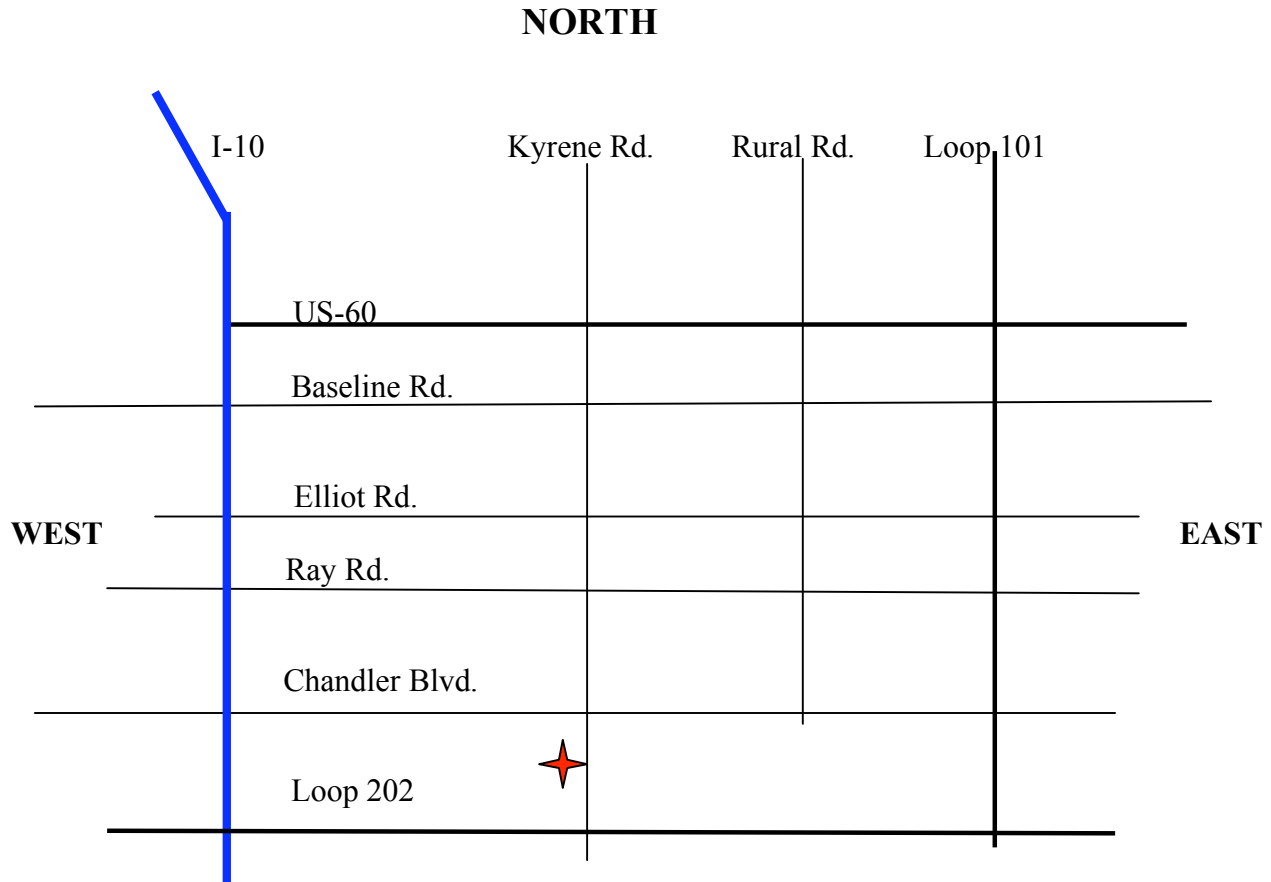 NORTH
I-10
Kyrene Rd.
Rural Rd.
Loop 101
US-60
Baseline Rd.
Elliot Rd.
WEST
EAST
Ray Rd.
Chandler Blvd.
Loop 202